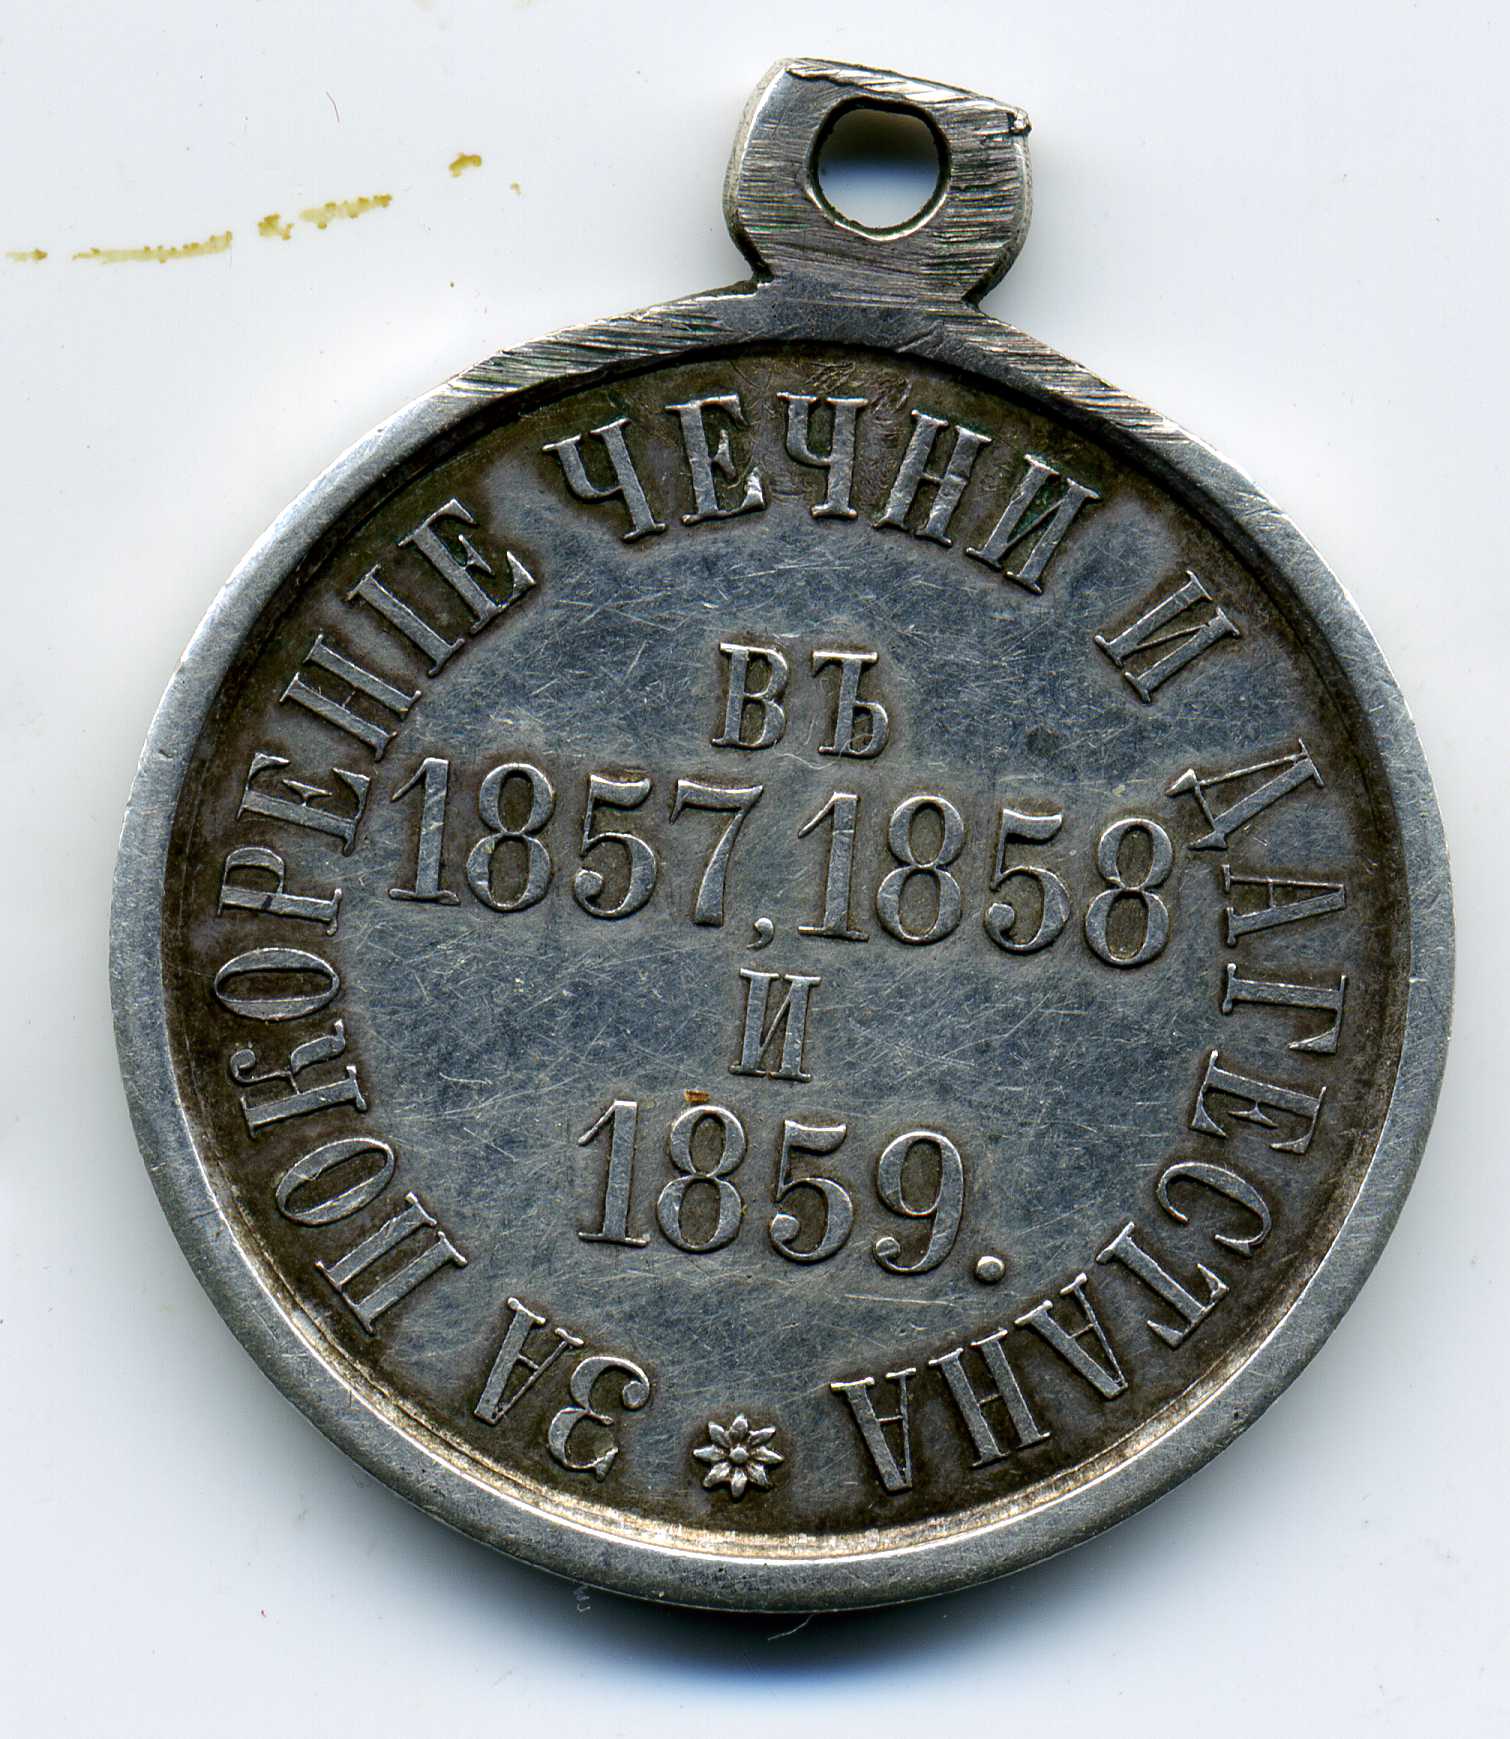 ЗА ПОКОРЕНІЕ ЧЕЧНИ И ДАГЕСТАНА
ВЪ
1857, 1858
И
1859.